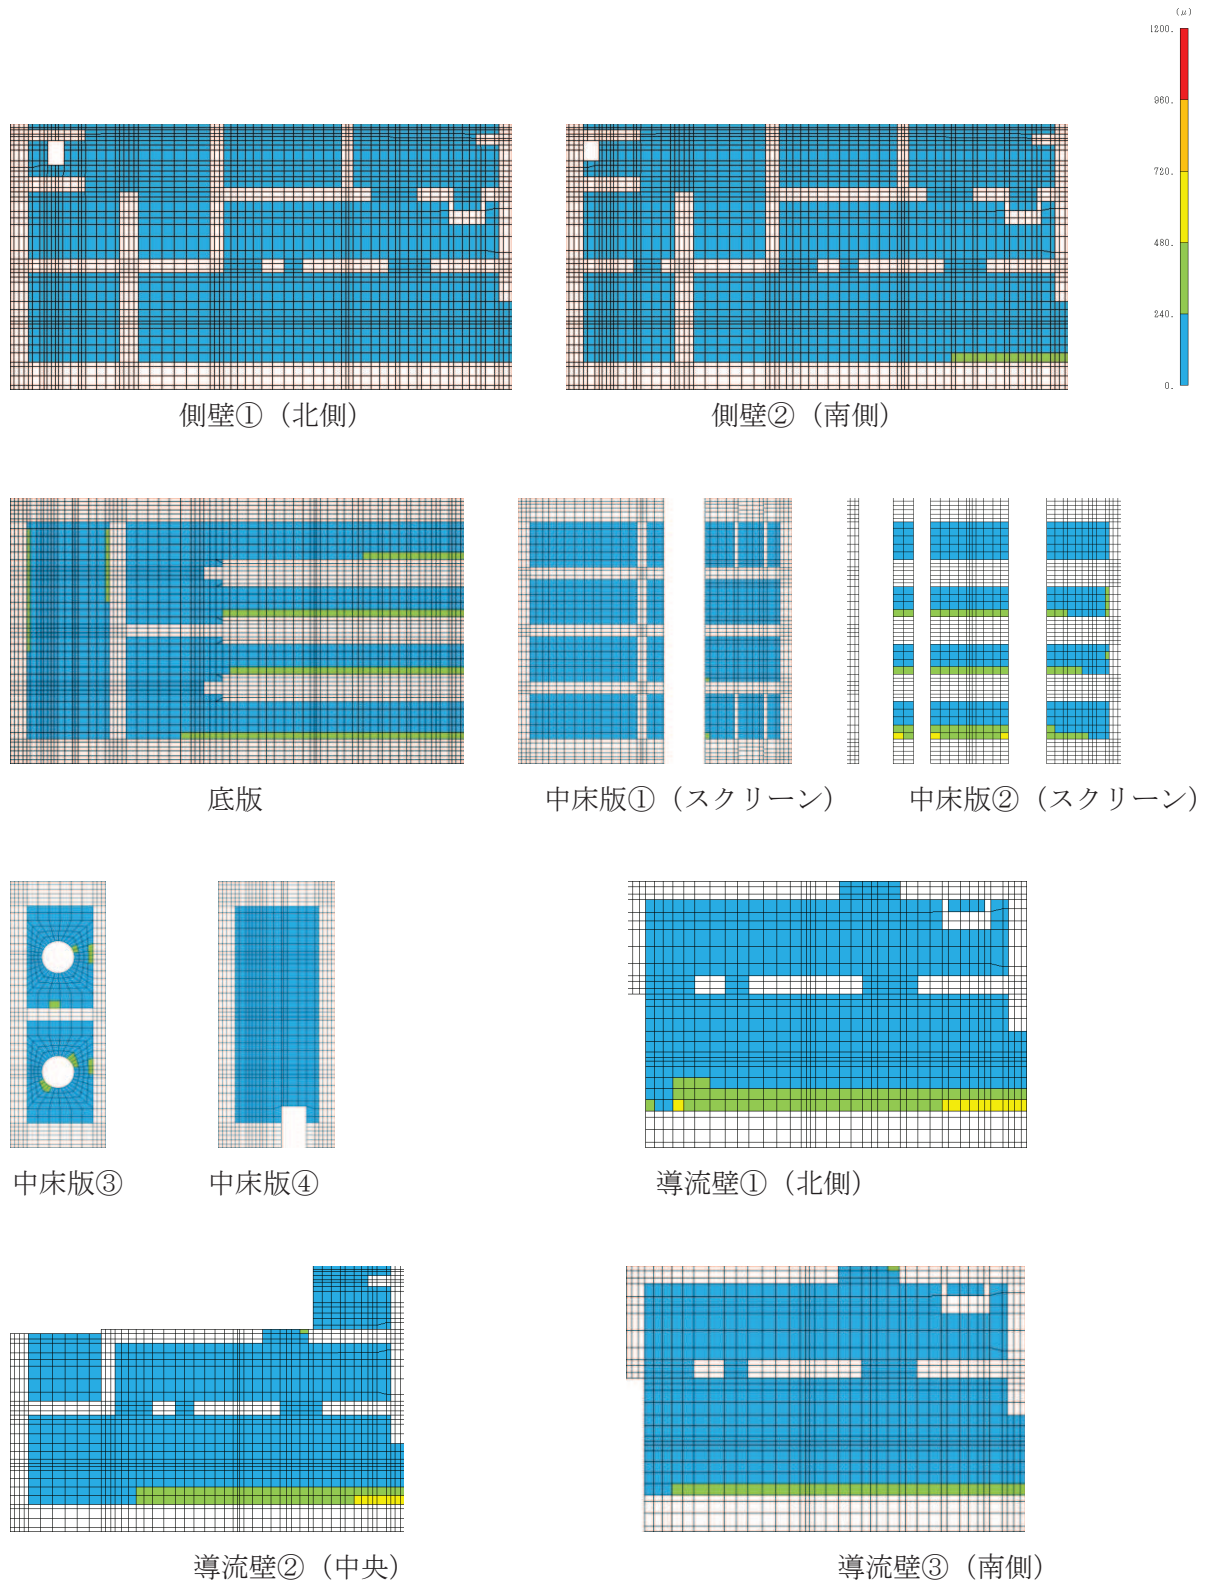 (μ)
1200.
960.
720.
480.
240.
0.
側壁①（北側）
側壁②（南側）
底版
中床版①（スクリーン）
中床版②（スクリーン）
中床版③
中床版④
導流壁①（北側）
導流壁②（中央）
導流壁③（南側）